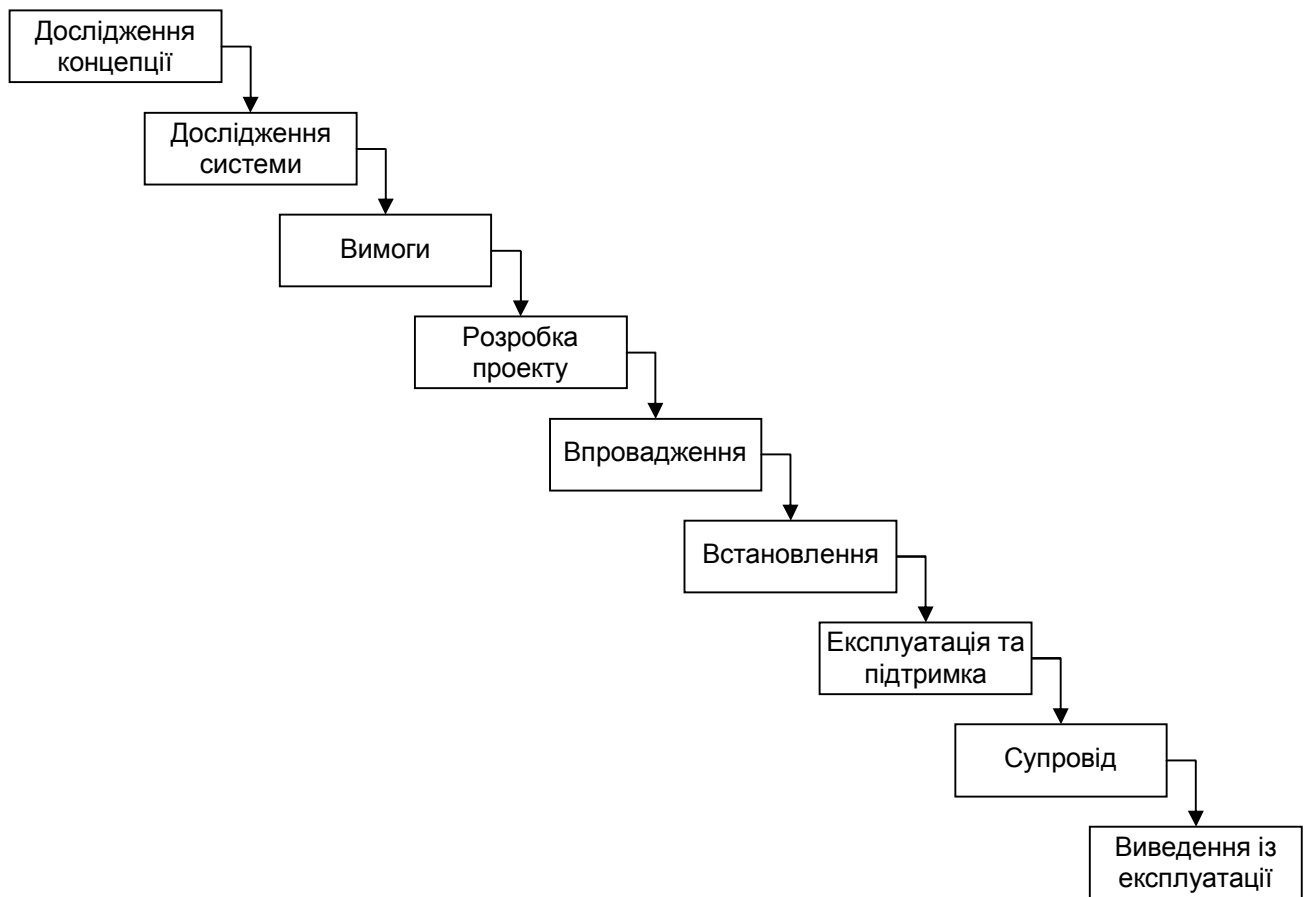 Дослідження
концепції
Дослідження
системи
Вимоги
Розробка
проекту
Впровадження
Встановлення
Експлуатація та
підтримка
Супровід
Виведення із
експлуатації